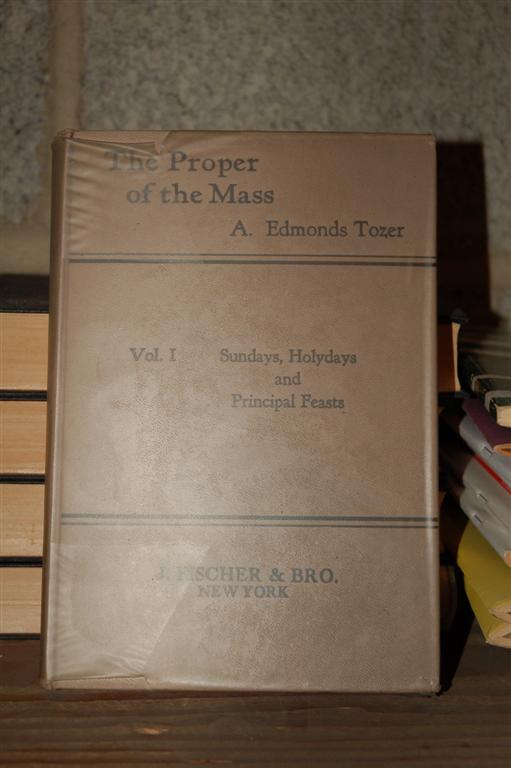 The Proper
of the Mass
A. Edmonds Tozer
Vol. I Sundays, Holydays
and
Principal Feasts
J. FISCHER & BRO.
NEW YORK